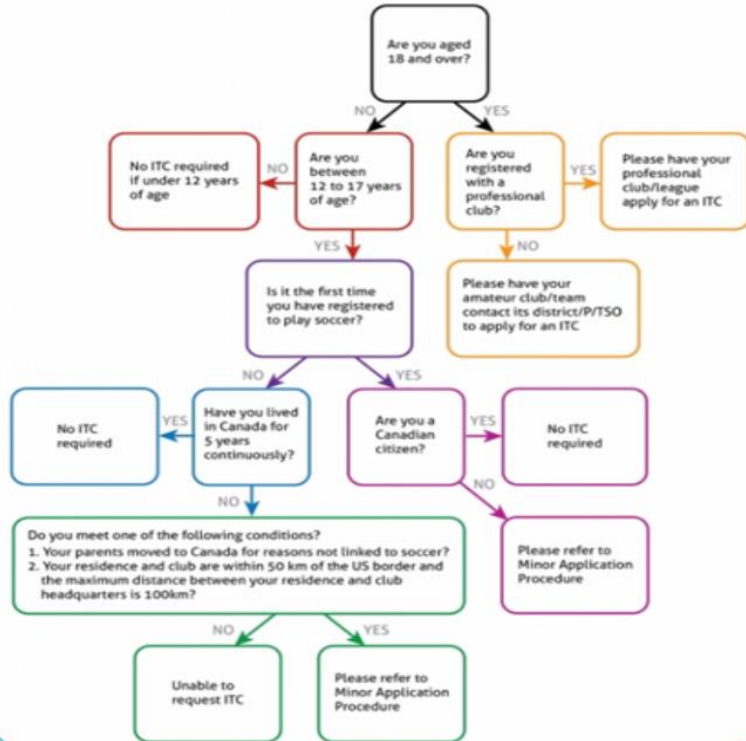 Are you aged
18 and over?
NO
YES
No ITC required
if under 12 years
of age
NO
Are you
between
12 to 17 years
of age?
Are you
registered
with a
professional
club?
YES
Please have your
professional
club/league
apply for an ITC
YES
NO
Is it the first time
you have registered
to play soccer?
Please have your
amateur club/team
contact its district/P/TSO
to apply for an ITC
NO
YES
No ITC
required
YES
Have you lived
in Canada for
5 years
continuously?
Are you a
Canadian
citizen?
YES
No ITC
required
NO
NO
Do you meet one of the following conditions?
1. Your parents moved to Canada for reasons not linked to soccer?
2. Your residence and club are within 50 km of the US border and
the maximum distance between your residence and club
headquarters is 100km?
Please refer to
Minor Application
Procedure
NO
YES
Unable to
request ITC
Please refer to
Minor Application
Procedure